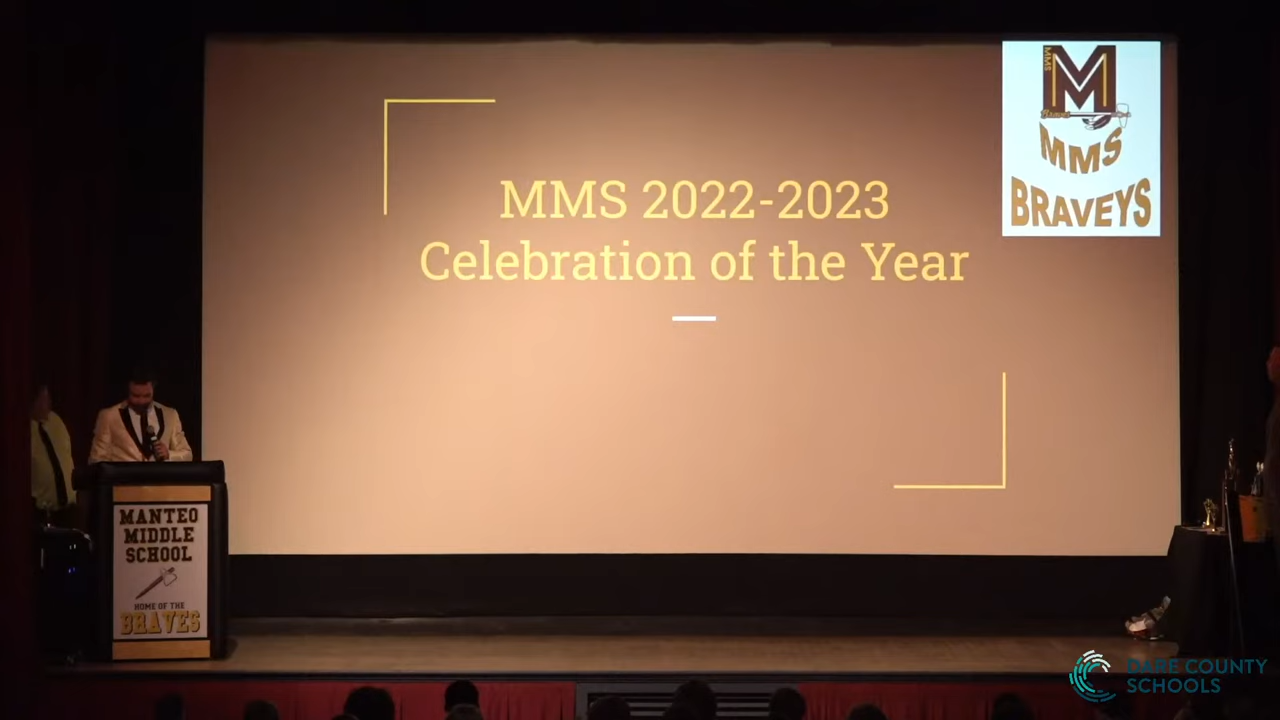 MMS 2022-2023
Celebration of the Year
MMS
M
MMS
BRAVEYS
MANTEO
MIDDLE
SCHOOL
HOME OF THE
BRAVES
DARE COUNTY
SCHOOLS